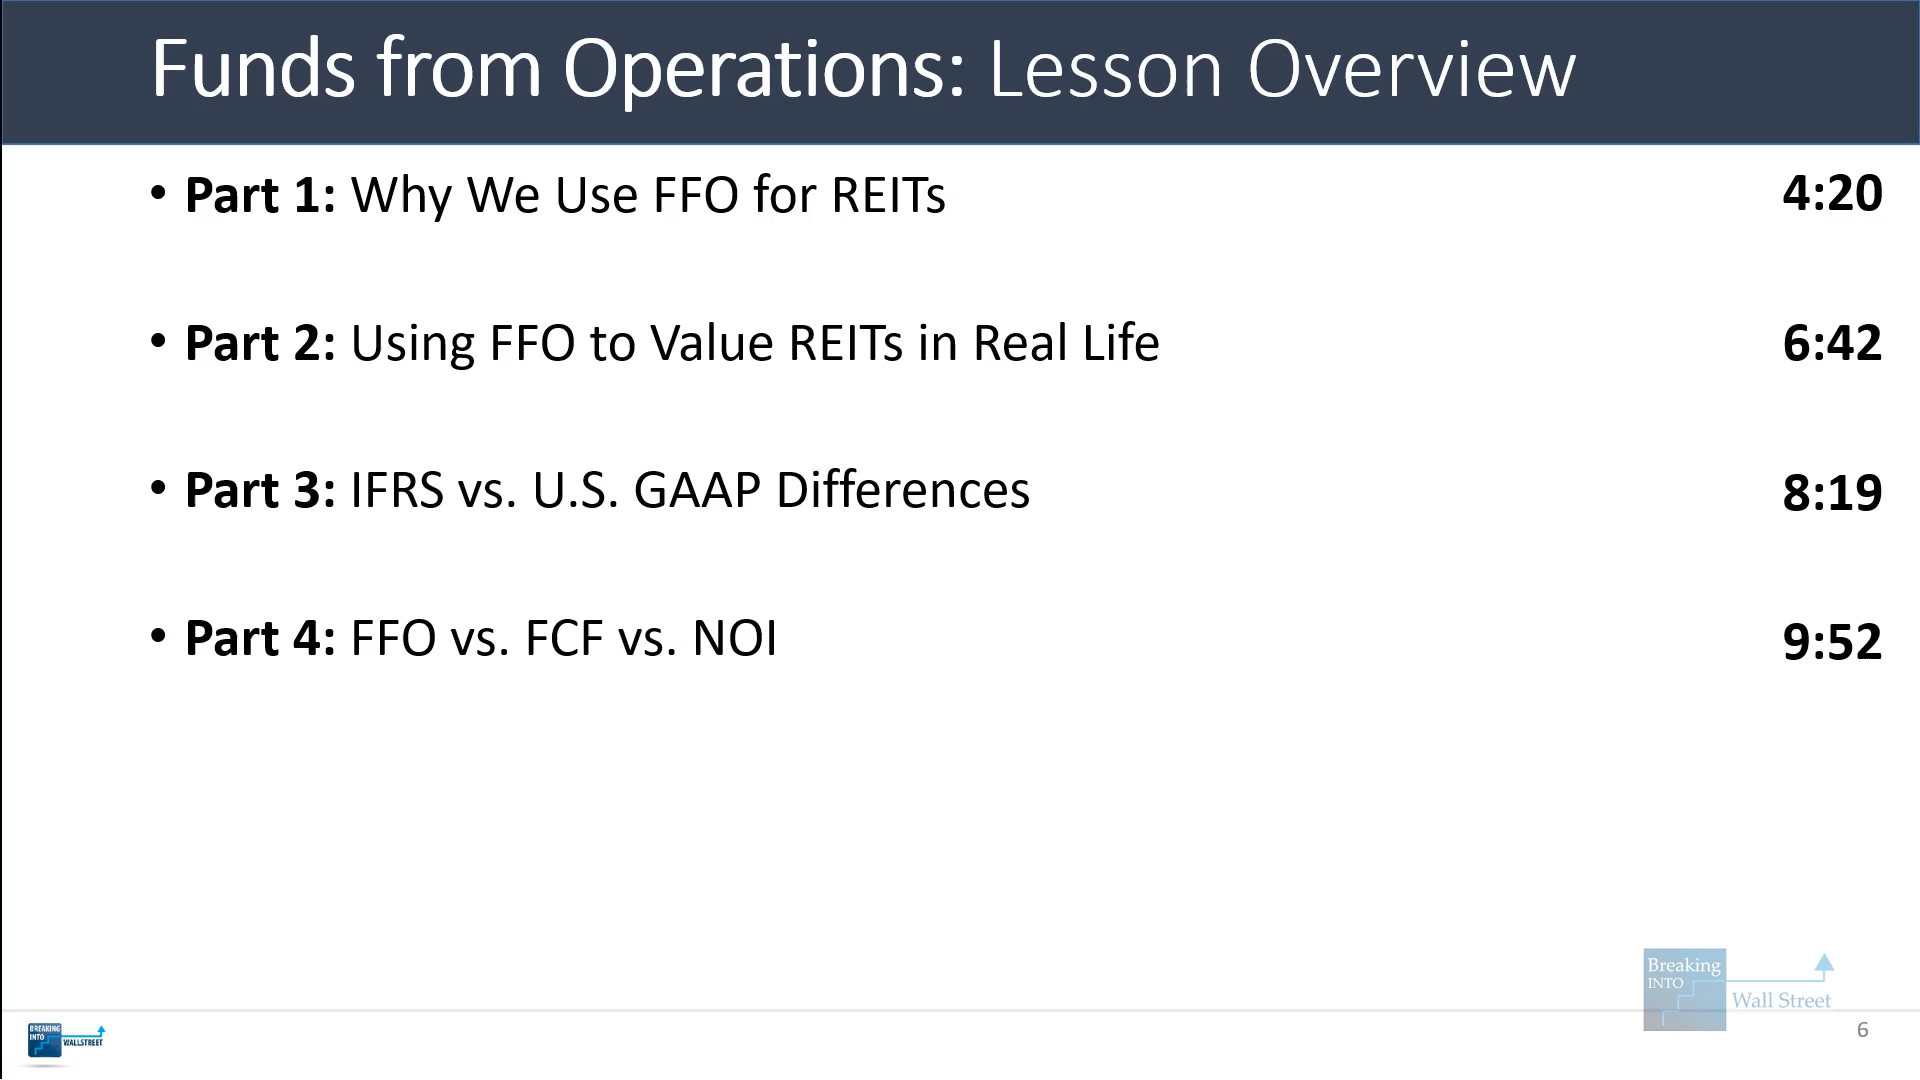 Funds from Operations: Lesson Overview
• Part 1: Why We Use FFO for REITs 4:20
• Part 2: Using FFO to Value REITs in Real Life 6:42
• Part 3: IFRS vs. U.S. GAAP Differences 8:19
• Part 4: FFO vs. FCF vs. NOI 9:52
Breaking
INTO
Wall Street
BREAKING
INTO
WALLSTREET
6